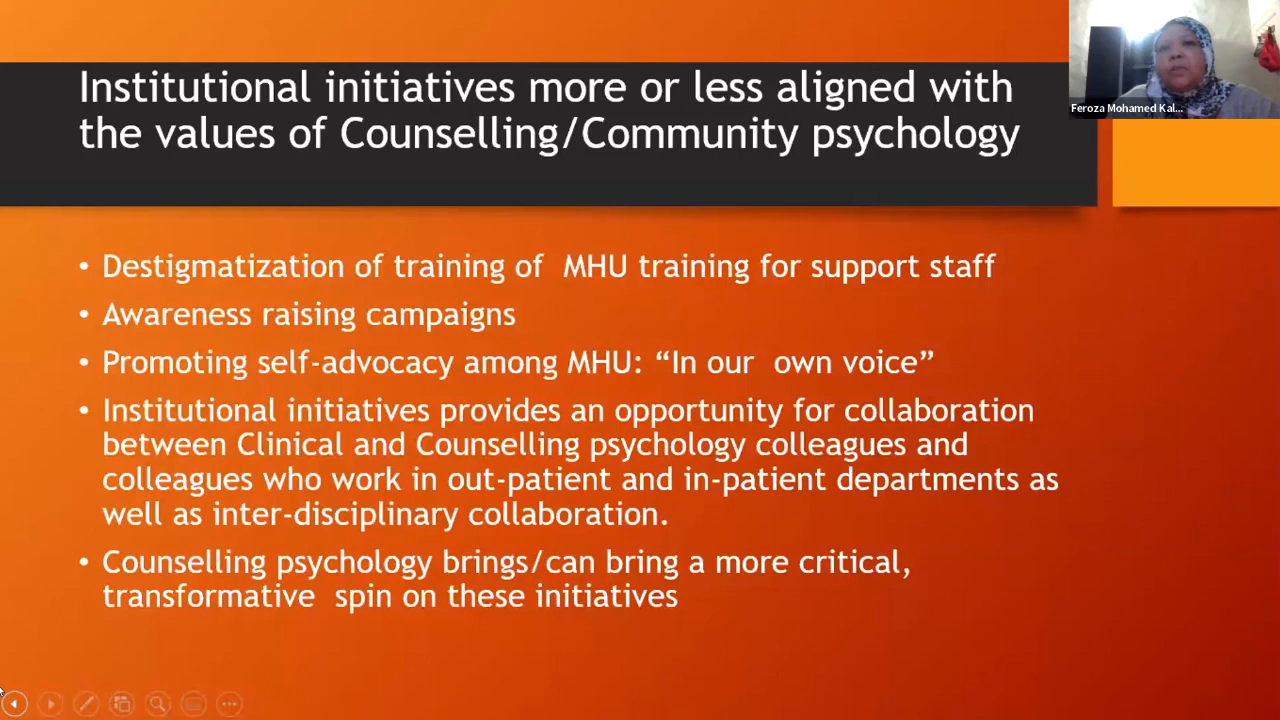 Institutional initiatives more or less aligned with
the values of Counselling/Community psychology
Feroza Mohamed Kal...
• Destigmatization of training of MHU training for support staff
• Awareness raising campaigns
• Promoting self-advocacy among MHU: “In our own voice”
• Institutional initiatives provides an opportunity for collaboration
between Clinical and Counselling psychology colleagues and
colleagues who work in out-patient and in-patient departments as
well as inter-disciplinary collaboration.
• Counselling psychology brings/can bring a more critical,
transformative spin on these initiatives